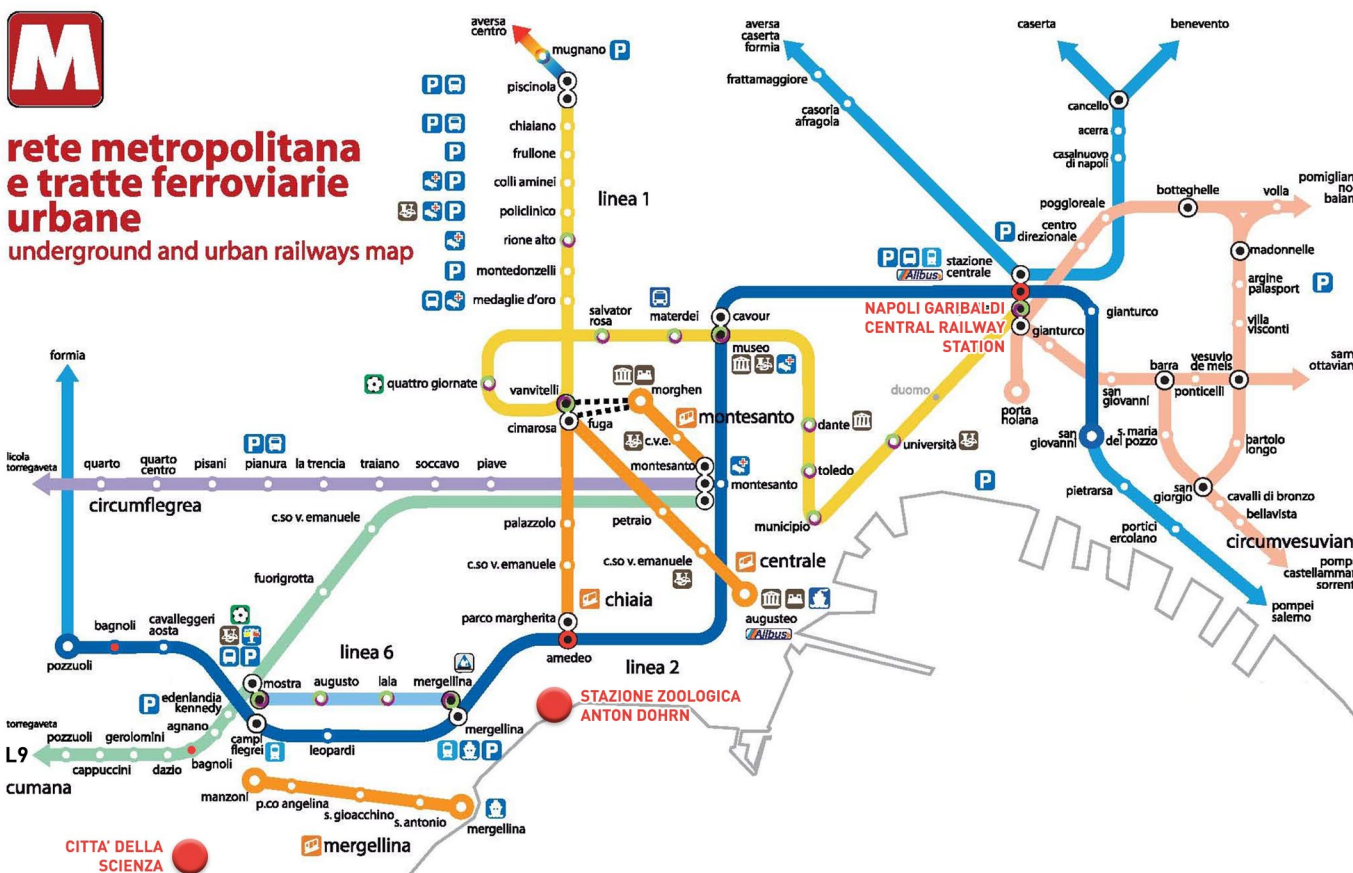 M
rete metropolitana
e tratte ferroviarie
urbane
underground and urban railways map
aversa
centro
mugnano P
piscinola
P
chiaiano
P
frullone
P
colli aminei
P
policlinico
P
rione alto
montedonzelli
P
medaglie d'oro
linea 1
salvator
rosa
materdei
cavour
museo
quattro giornate
vanvitelli
cimarosa
fuga
morghen
montesanto
c.v.e.
montesanto
montesanto
dante
toledo
università
municipio
duomo
aversa
caserta
formia
frattamaggiore
casoria
afragola
caserta
benevento
cancello
acerra
casalnuovo
di napoli
poggioreale
botteghelle
volla
pomiglian
no
baian
centro
direzionale
P
P
stazione
centrale
Alibus
NAPOLI GARIBALDI
CENTRAL RAILWAY
STATION
gianturco
gianturco
madonnelle
argine
palasport
P
villa
visconti
barra
vesuvio
de meis
ponticelli
sarn
ottavian
porta
nolana
san
giovanni
san
giovanni
s. maria
del pozzo
bartolo
longo
san
giorgio
cavalli di bronzo
bellavista
circumvesuvian
pomp
castellammar
sorrent
pietrarsa
portici
ercolano
pompei
salerno
P
formia
licola
torregaveta
quarto
quarto
centro
pisani
pianura
P
la trencia
traiano
soccavo
piave
circumflegrea
c.so v. emanuele
fuorigrotta
palazzolo
c.so v. emanuele
petraio
c.so v. emanuele
centrale
augusteo
Alibus
chiaia
parco margherita
amedeo
linea 2
bagnoli
cavalleggeri
aosta
pozzuoli
P
linea 6
mostra
augusto
lala
mergellina
mergellina
P
edenlandia
kennedy
P
agnano
campi
flegrei
leopardi
torregaveta
L9
cumana
pozzuoli
cappuccini
gerolomini
dazio
bagnoli
STAZIONE ZOOLOGICA
ANTON DOHRN
manzoni
p.co angelina
s. gioacchino
s. antonio
mergellina
mergellina
CITTA' DELLA
SCIENZA